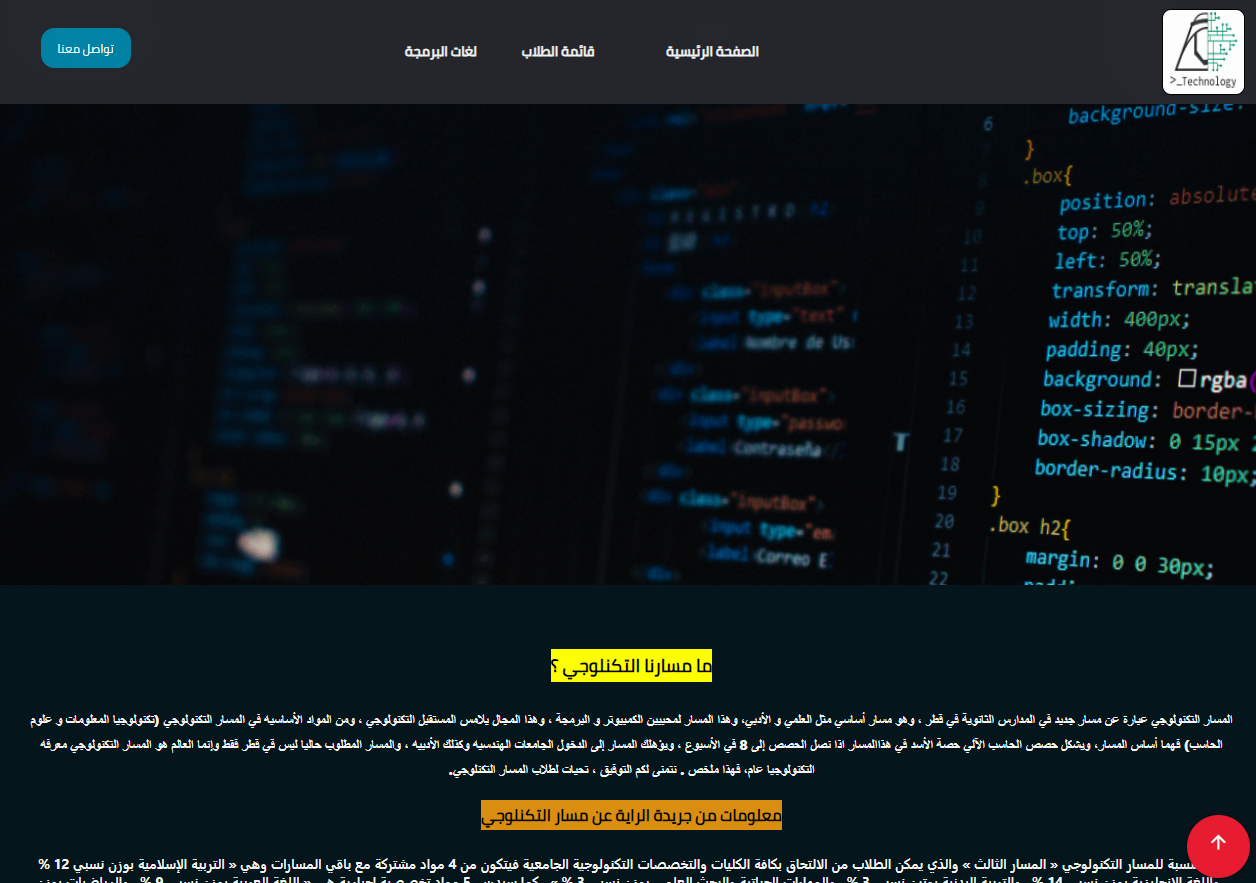 >_Technology
الصفحة الرئيسية
قائمة الطلاب
لغات البرمجة
تواصل معنا
6 background-size:
7 }
8 .box{
9 position: absolute
10 top: 50%;
11 left: 50%;
12 transform: transla
13 width: 400px;
14 padding: 40px;
15 background: rgba(
16 box-sizing: border-
17 box-shadow: 0 15px 2
18 border-radius: 10px;
19 }
20 .box h2{
21 margin: 0 0 30px;
22
class="inputBox">
input type="text"
label Nombre de Us
class="inputBox">
input type="passwo
label Contraseña</
class="inputBox">
input type="em
label>Correo E
ما مسارنا التكنلوجي ؟
المسار التكنولوجي عبارة عن مسار جديد في المدارس الثانوية في قطر ، وهو مسار أساسي مثل العلمي و الأدبي، وهذا المسار لمحبيين الكمبيوتر و البرمجة ، وهذا المجال يلامس المستقبل التكنولوجي ، ومن المواد الأساسيه في المسار التكنولوجي (تكنولوجيا المعلومات و علوم
الحاسب) فهما أساس المسار، ويشكل حصص الحاسب الآلي حصة الأسد في هذاالمسار اذا تصل الحصص إلى 8 في الأسبوع ، ويؤهلك المسار إلى الدخول الجامعات الهندسيه وكذلك الأدبيه ، والمسار المطلوب حاليا ليس في قطر فقط وإنما العالم هو المسار التكنولوجي معرفه
التكنولوجيا عام، فهذا ملخص . نتمنى لكم التوفيق ، تحيات لطلاب المسار التكنلوجي.
معلومات من جريدة الراية عن مسار التكنلوجي
للمسار التكنولوجي « المسار الثالث » والذي يمكن الطلاب من الالتحاق بكافة الكليات والتخصصات التكنولوجية الجامعية فيتكون من 4 مواد مشتركة مع باقي المسارات وهي « التربية الإسلامية بوزن نسبي 12 %